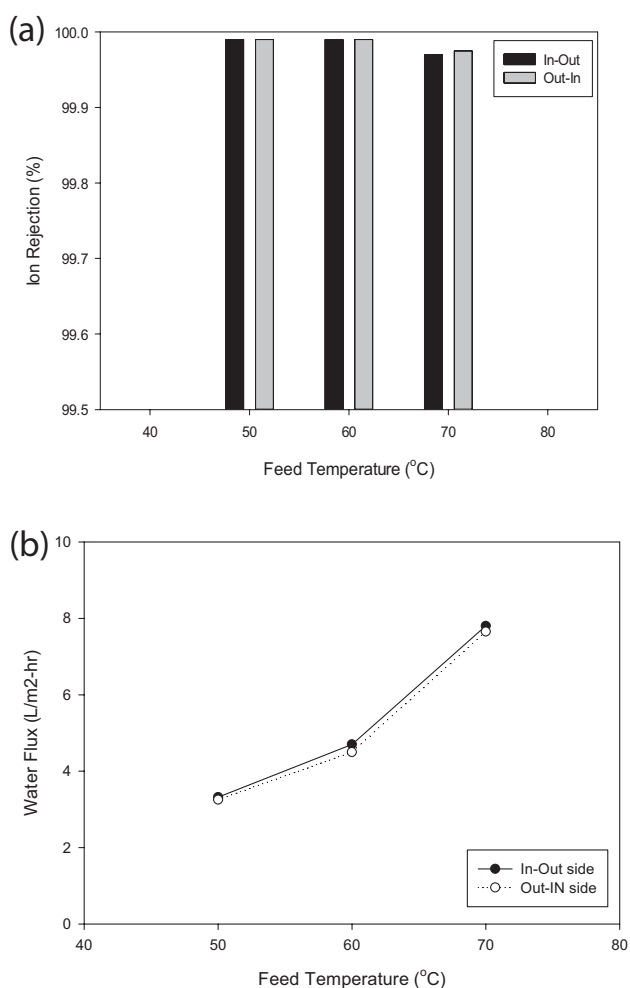 (a)
100.0
99.9
99.8
99.7
99.6
99.5
Ion Rejection (%)
In-Out
Out-In
40 50 60 70 80
Feed Temperature (°C)
(b)
10
8
6
4
2
0
Water Flux (L/m2-hr)
In-Out side
Out-IN side
40 50 60 70 80
Feed Temperature (°C)